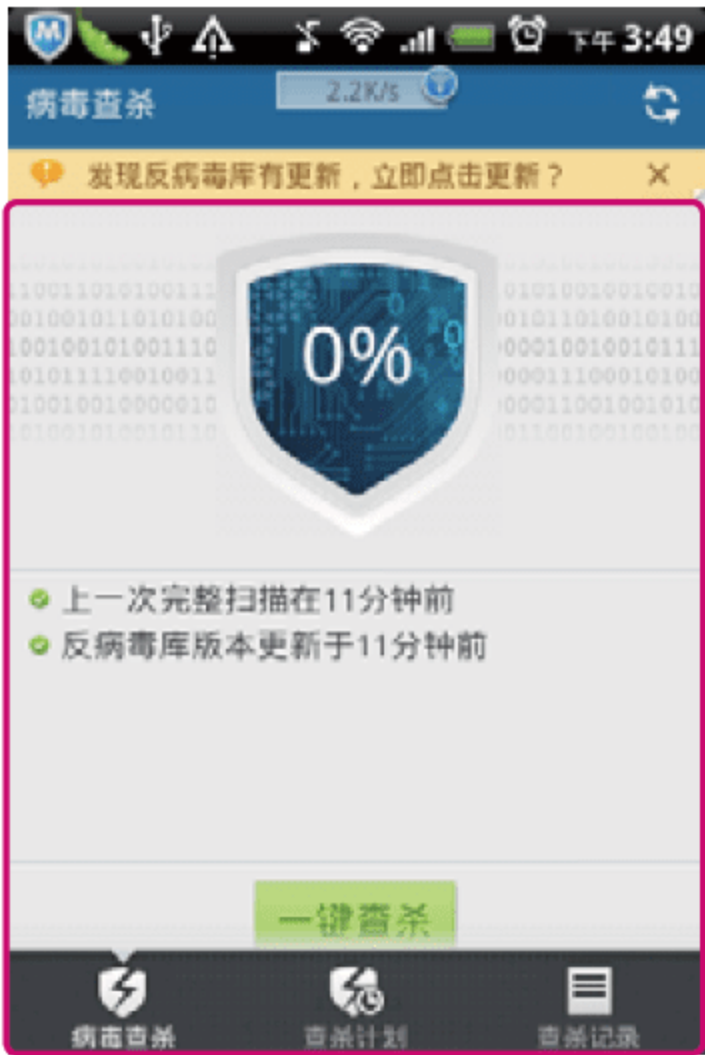 下午 3:49
病毒查杀
2.2K/s
发现反病毒库有更新，立即点击更新？
0%
上一次完整扫描在11分钟前
反病毒库版本更新于11分钟前
一键查杀
病毒查杀 查杀计划 查杀记录